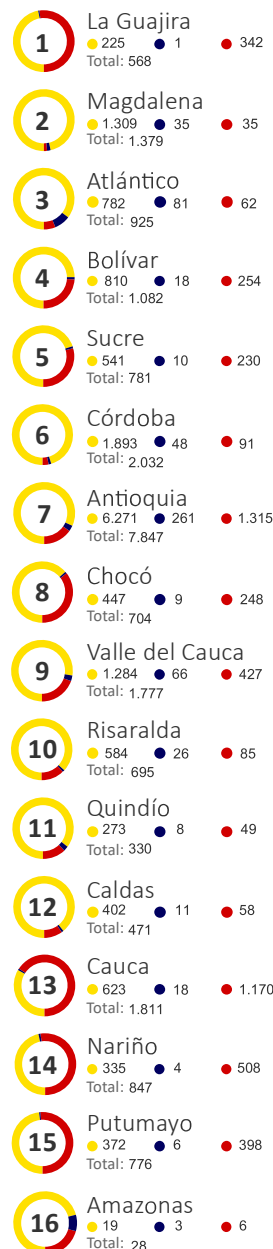 1 La Guajira
225 1 342
Total: 568
2 Magdalena
1.309 35 35
Total: 1.379
3 Atlántico
782 81 62
Total: 925
4 Bolívar
810 18 254
Total: 1.082
5 Sucre
541 10 230
Total: 781
6 Córdoba
1.893 48 91
Total: 2.032
7 Antioquia
6.271 261 1.315
Total: 7.847
8 Chocó
447 9 248
Total: 704
9 Valle del Cauca
1.284 66 427
Total: 1.777
10 Risaralda
584 26 85
Total: 695
11 Quindío
273 8 49
Total: 330
12 Caldas
402 11 58
Total: 471
13 Cauca
623 18 1.170
Total: 1.811
14 Nariño
335 4 508
Total: 847
15 Putumayo
372 6 398
Total: 776
16 Amazonas
19 3 6
Total: 28